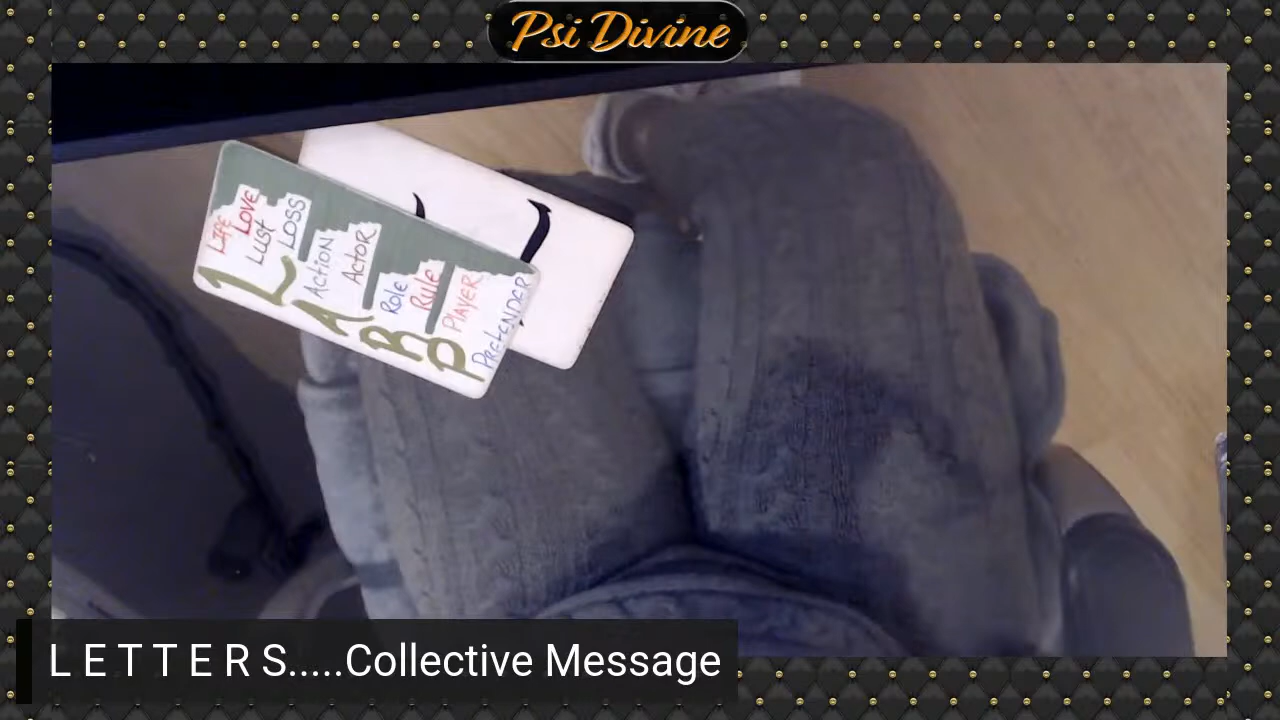 Psi Divine
LIFE
LOVE
LUST
LOSS
ACTION
ACTOR
ROLE
RULE
PLAYER
PRETENDER
L
A
R
P
L E T T E R S.....Collective Message